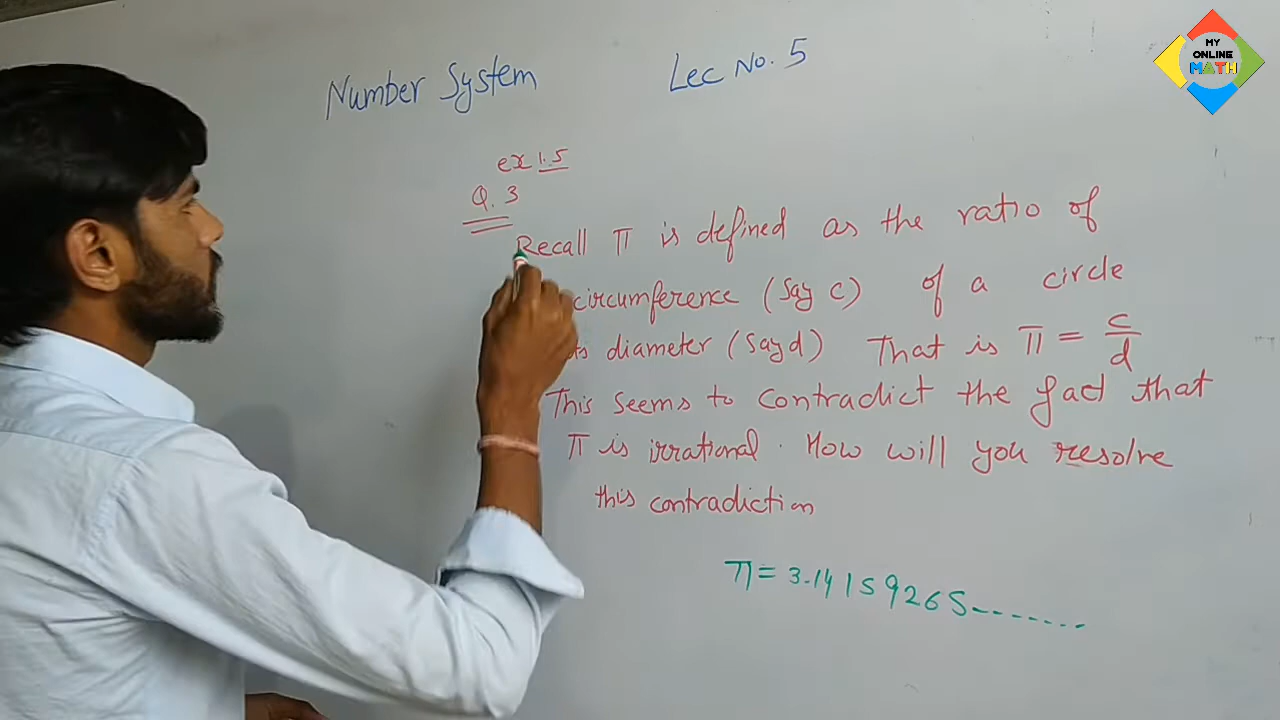 Number System Lec No. 5
MY
ONLINE
MATH
ex 1.5
Q. 3
Recall π is defined as the ratio of
circumference (say c) of a circle
diameter (say d) That is π = c/d
This seems to contradict the fact that
π is irrational. How will you resolve
this contradiction
π = 3.14159265-------